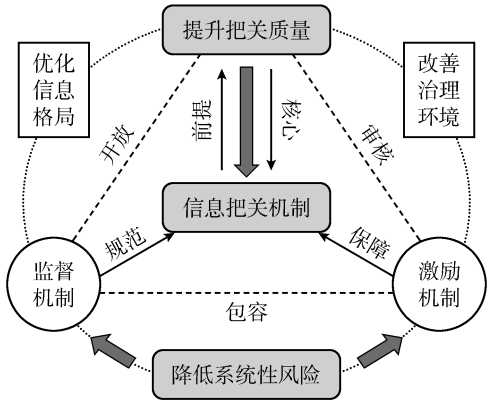 提升把关质量
优化
信息
格局
改善
治理
环境
开放
前提
核心
审核
信息把关机制
规范
保障
监督
机制
激励
机制
包容
降低系统性风险